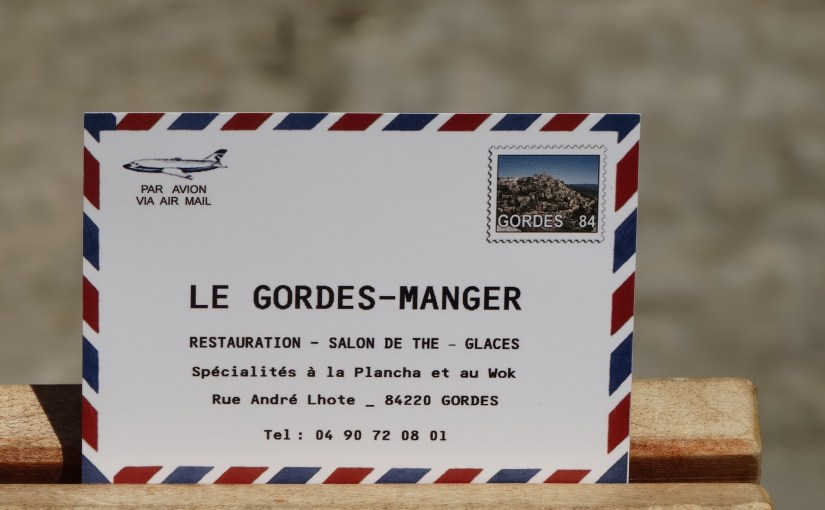 PAR AVION
VIA AIR MAIL
GORDES 84
LE GORDES-MANGER
RESTAURATION - SALON DE THE - GLACES
Spécialités à la Plancha et au Wok
Rue André Lhote _ 84220 GORDES
Tel : 04 90 72 08 01